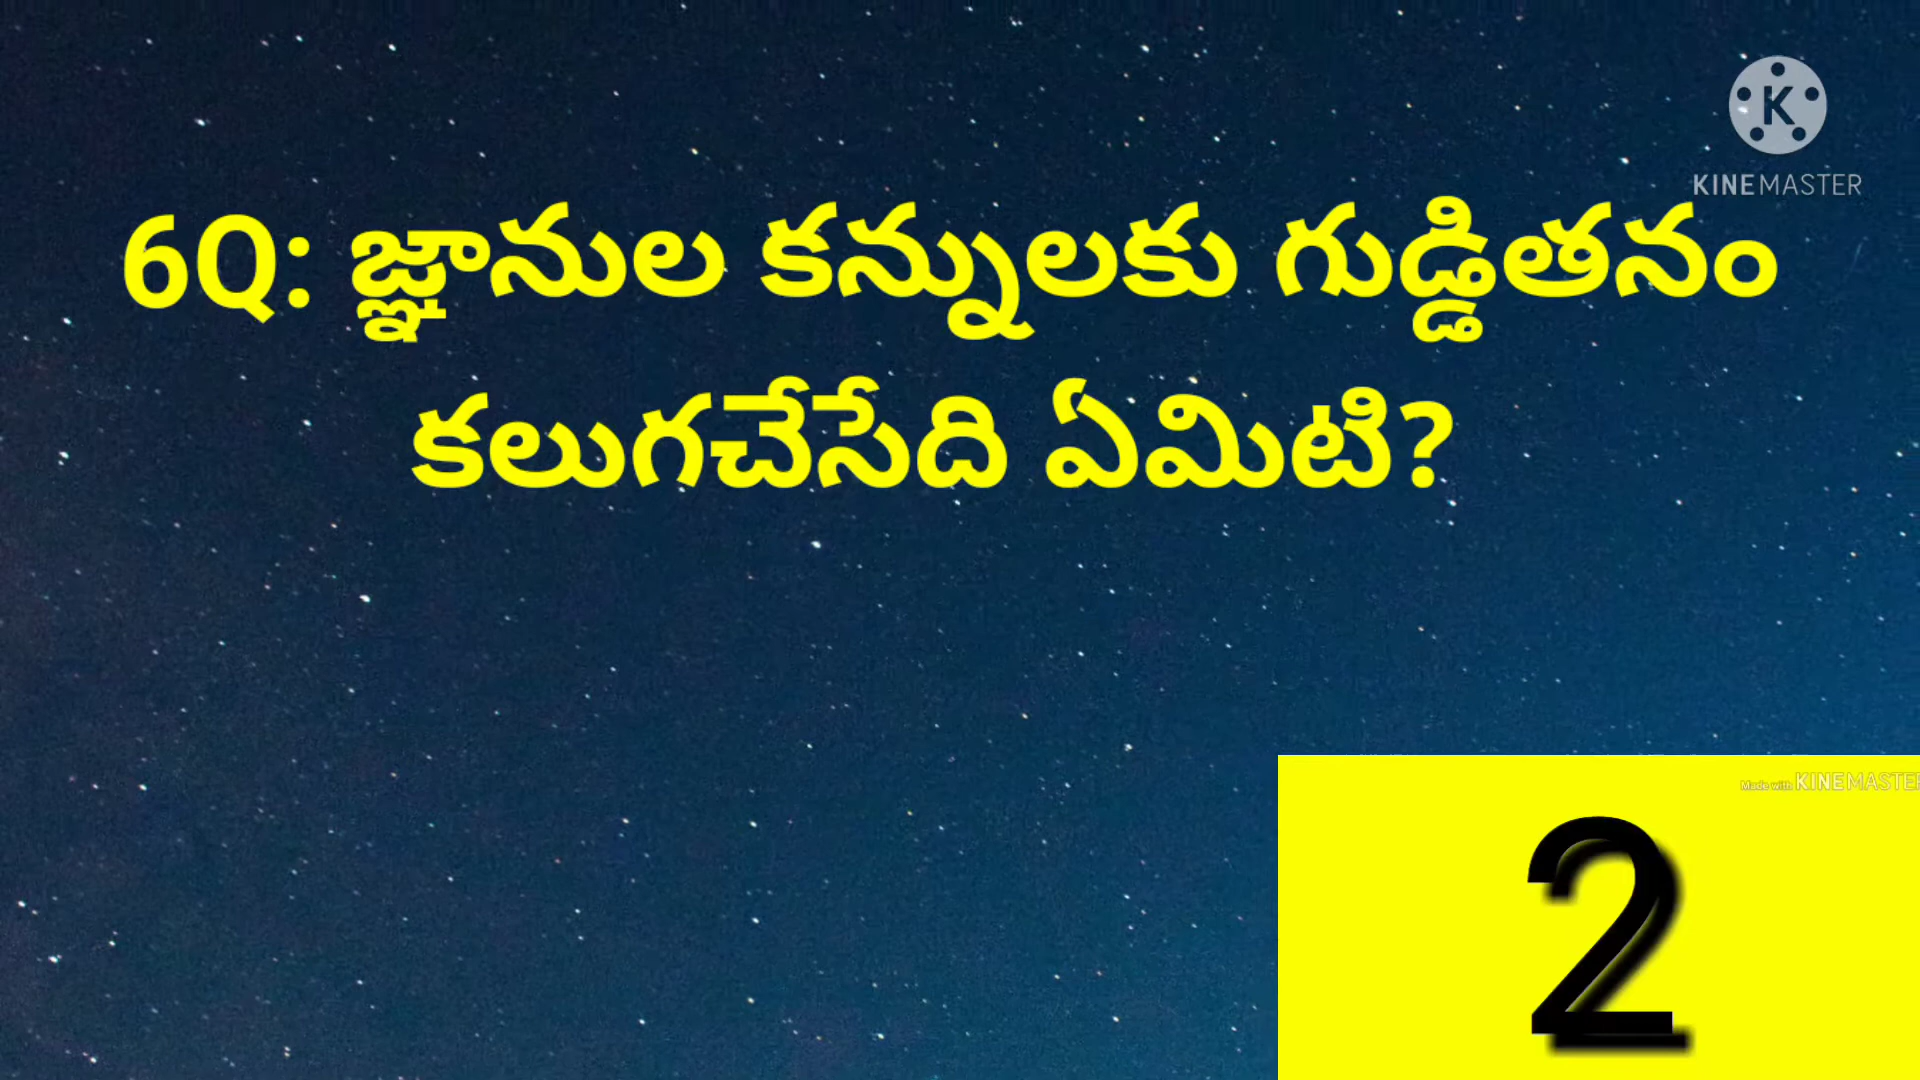 K
KINEMASTER
6Q: జ్ఞానుల కన్నులకు గుడ్డితనం
కలుగచేసేది ఏమిటి?
Made with KINEMASTER
2